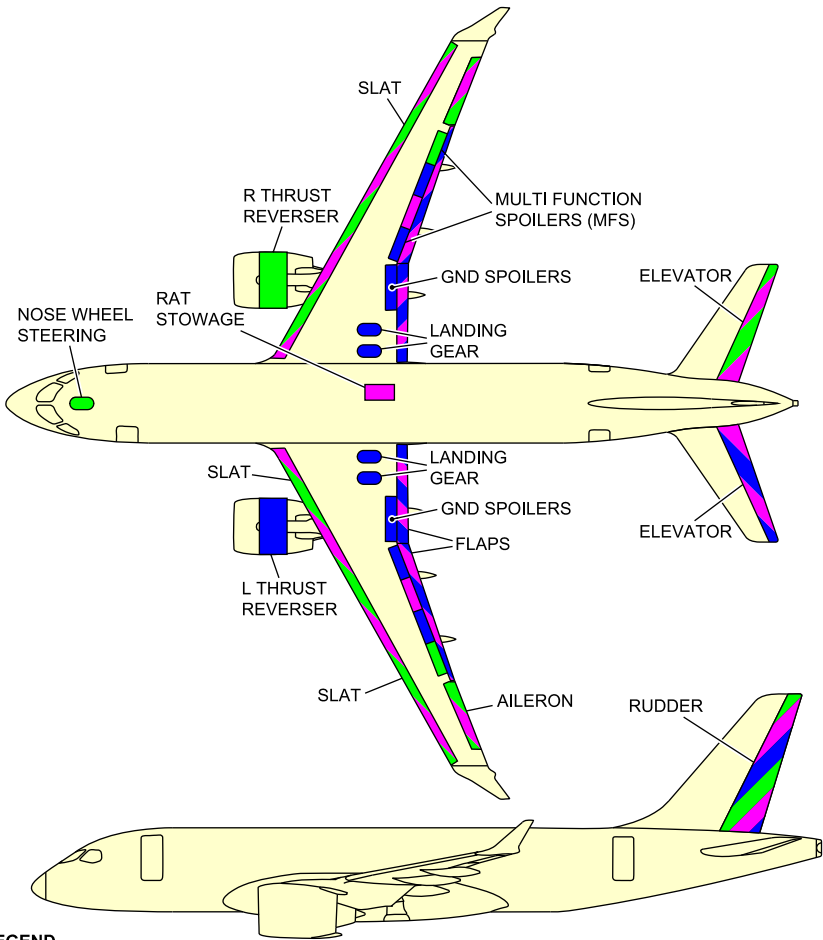 SLAT
R THRUST
REVERSER
MULTI FUNCTION
SPOILERS (MFS)
GND SPOILERS
ELEVATOR
RAT
STOWAGE
NOSE WHEEL
STEERING
LANDING
GEAR
LANDING
GEAR
SLAT
GND SPOILERS
ELEVATOR
FLAPS
L THRUST
REVERSER
SLAT
AILERON
RUDDER